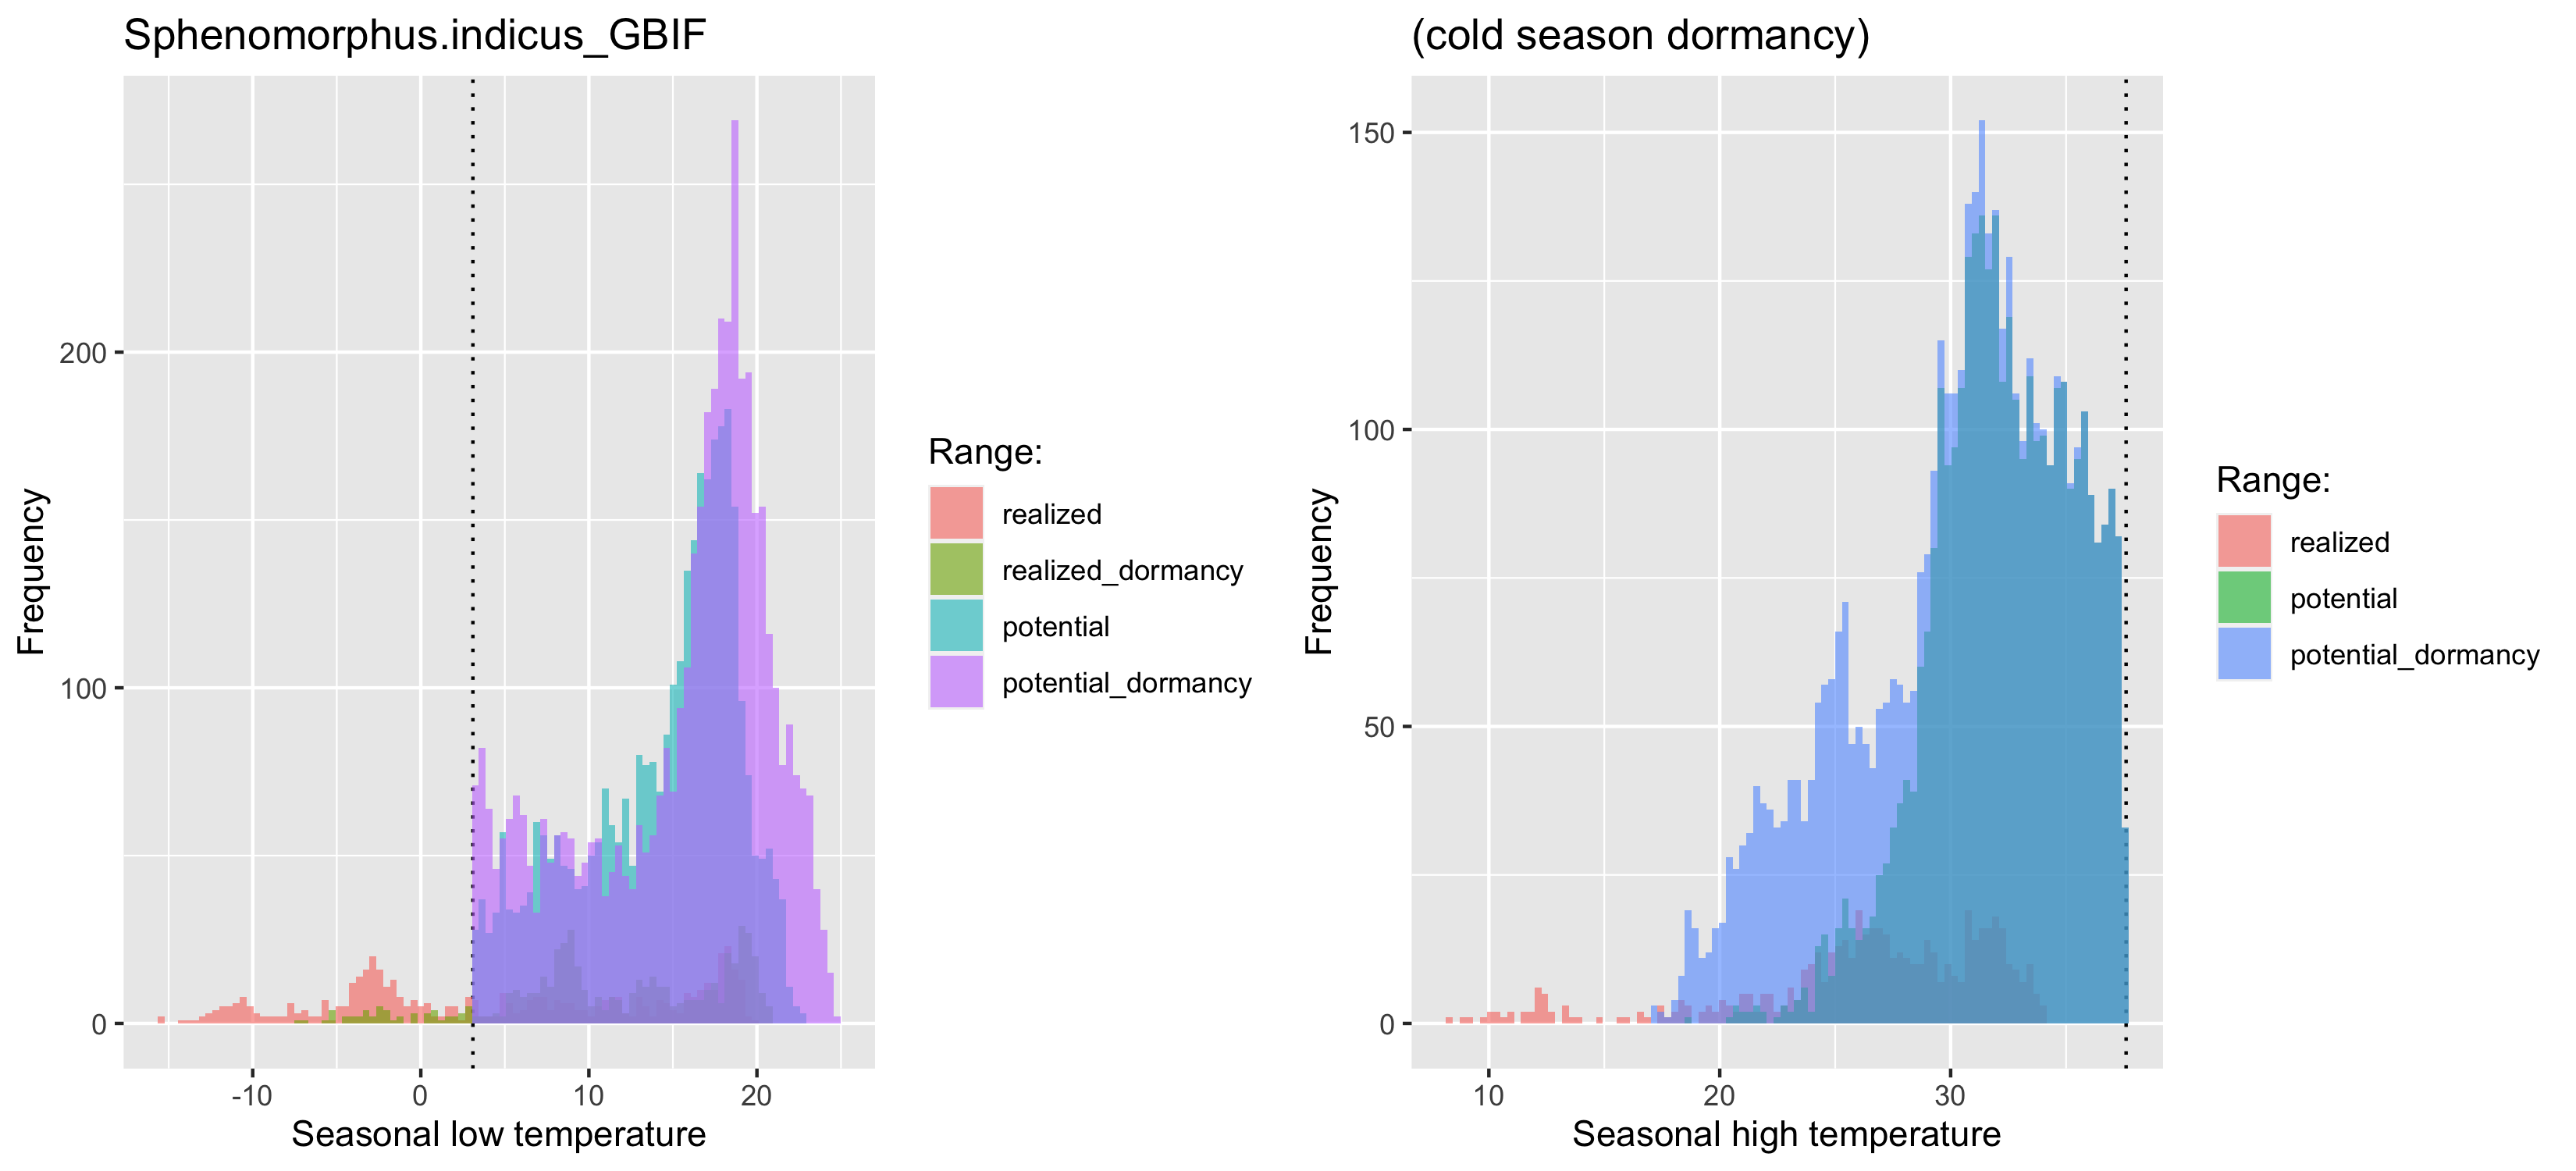 Sphenomorphus.indicus_GBIF
Frequency
200
100
0
-10 0 10 20
Seasonal low temperature
Range:
realized
realized_dormancy
potential
potential_dormancy
(cold season dormancy)
Frequency
150
100
50
0
10 20 30
Seasonal high temperature
Range:
realized
potential
potential_dormancy